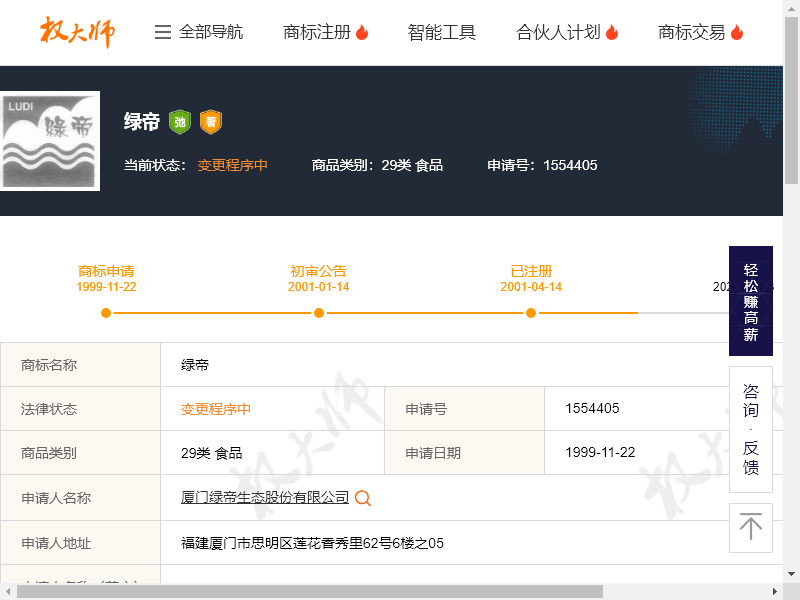 权大师 全部导航 商标注册 智能工具 合伙人计划 商标交易
LUDI
綠帝
绿帝 驰 著
当前状态： 变更程序中 商品类别：29类 食品 申请号：1554405
商标申请 初审公告 已注册
1999-11-22 2001-01-14 2001-04-14
轻松赚高薪
商标名称 绿帝
法律状态 变更程序中 申请号 1554405
商品类别 29类 食品 申请日期 1999-11-22
咨询·反馈
申请人名称 厦门绿帝生态股份有限公司
申请人地址 福建厦门市思明区莲花香秀里62号6楼之05
权大师
权大